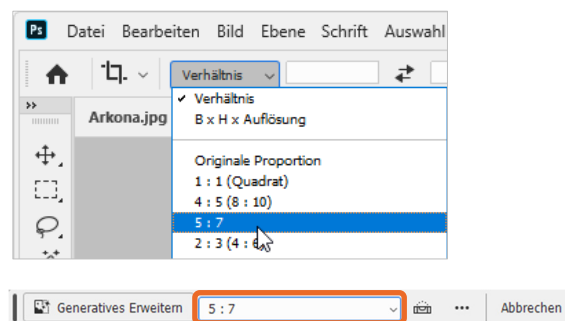 Ps Datei Bearbeiten Bild Ebene Schrift Auswahl
Verhältnis
Arkona.jpg
Verhältnis
B x H x Auflösung
Originale Proportion
1 : 1 (Quadrat)
4 : 5 (8 : 10)
5 : 7
2 : 3 (4 : 6)
Generatives Erweitern 5 : 7 Abbrechen